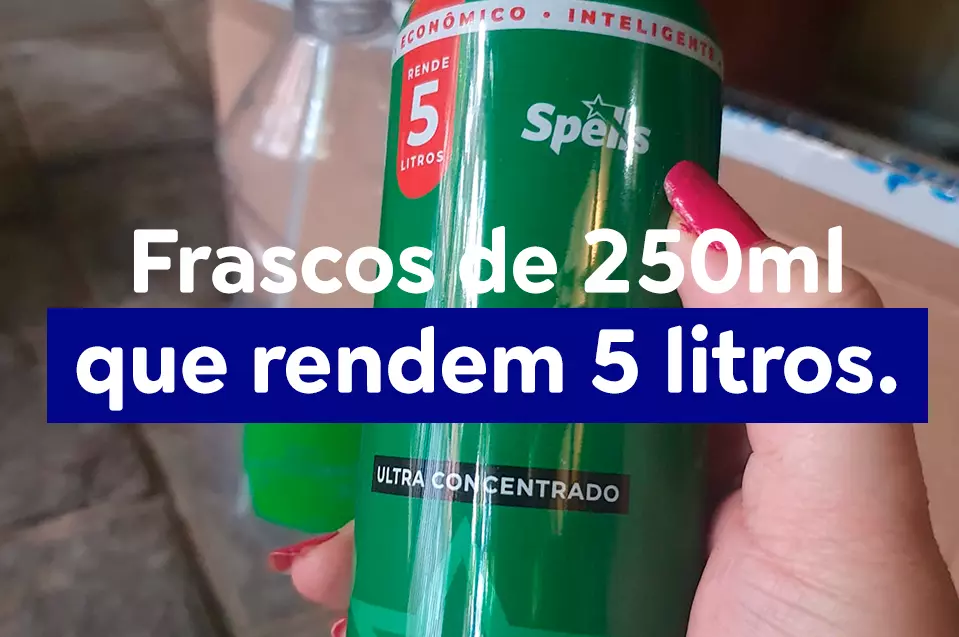 ECONÔMICO • INTELIGENTE
RENDE
5
LITROS
Spells
Frascos de 250ml
que rendem 5 litros.
ULTRA CONCENTRADO